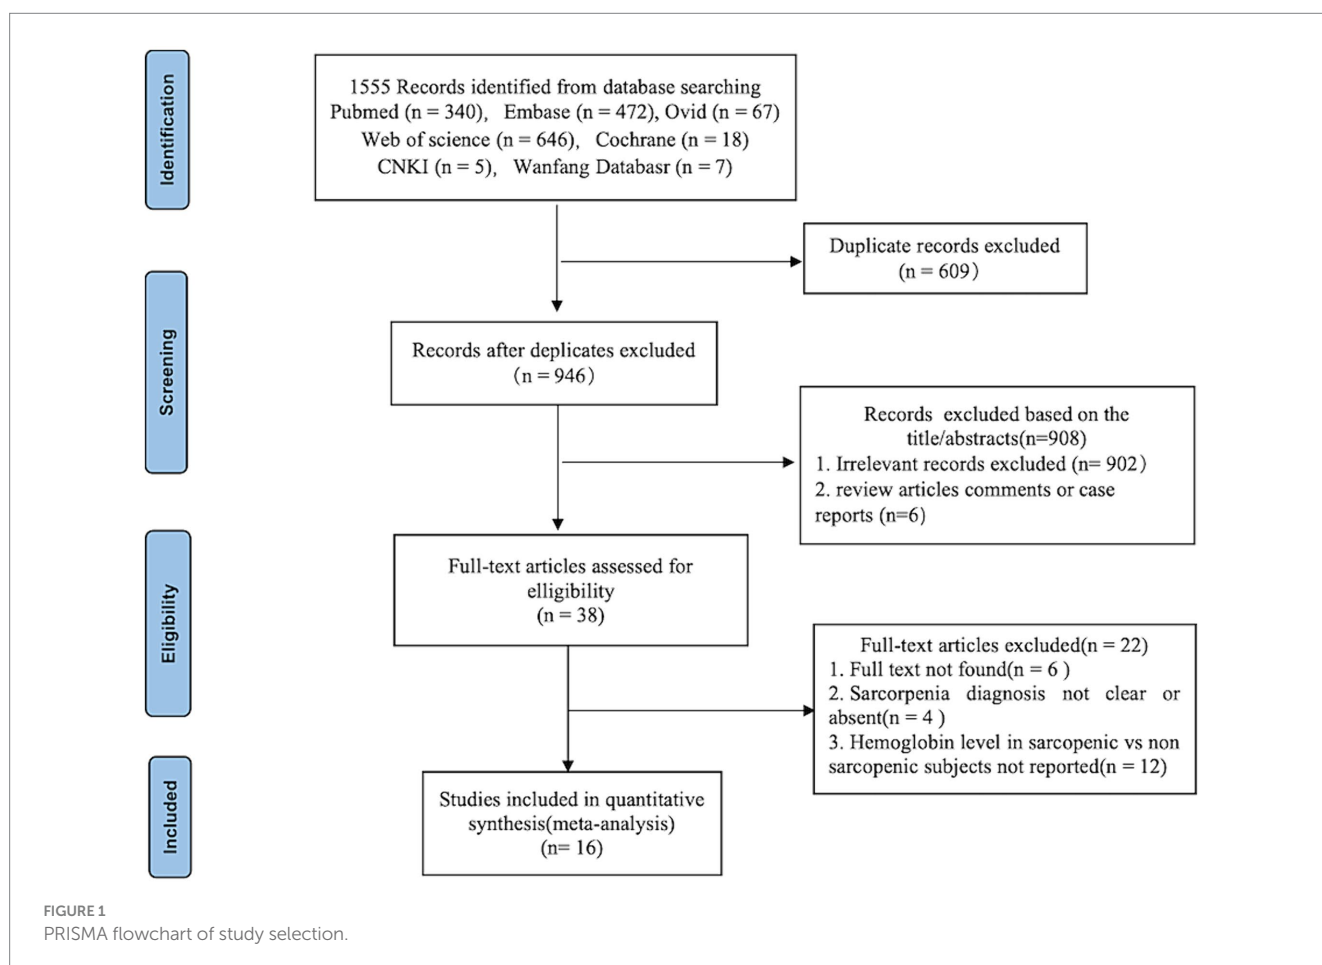 Identification
1555 Records identified from database searching
Pubmed (n = 340), Embase (n = 472), Ovid (n = 67)
Web of science (n = 646), Cochrane (n = 18)
CNKI (n = 5), Wanfang Databasr (n = 7)
Duplicate records excluded
(n = 609)
Screening
Records after deplicates excluded
(n = 946)
Records excluded based on the
title/abstracts(n=908)
1. Irrelevant records excluded (n= 902)
2. review articles comments or case
reports (n=6)
Eligibility
Full-text articles assessed for
elligibility
(n = 38)
Full-text articles excluded(n = 22)
1. Full text not found(n = 6 )
2. Sarcorpenia diagnosis not clear or
absent(n = 4 )
3. Hemoglobin level in sarcopenic vs non
sarcopenic subjects not reported(n = 12)
Included
Studies included in quantitative
synthesis(meta-analysis)
(n= 16)
FIGURE 1
PRISMA flowchart of study selection.